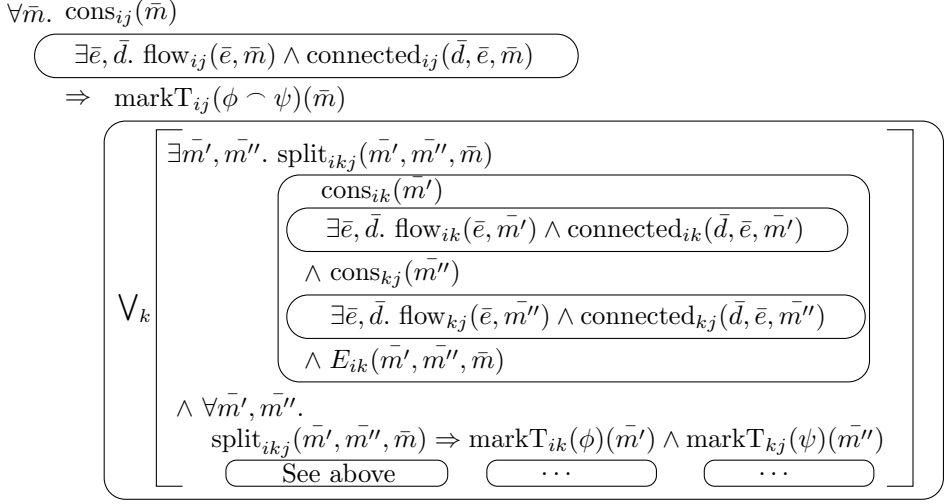 ∀m̄. cons_{ij}(m̄)
∃ē, d̄. flow_{ij}(ē, m̄) ∧ connected_{ij}(d̄, ē, m̄)
⇒ markT_{ij}(ϕ ⌢ ψ)(m̄)
∃m̄′, m̄″. split_{ikj}(m̄′, m̄″, m̄)
cons_{ik}(m̄′)
∃ē, d̄. flow_{ik}(ē, m̄′) ∧ connected_{ik}(d̄, ē, m̄′)
∧ cons_{kj}(m̄″)
⋁_k
∃ē, d̄. flow_{kj}(ē, m̄″) ∧ connected_{kj}(d̄, ē, m̄″)
∧ E_{ik}(m̄′, m̄″, m̄)
∧ ∀m̄′, m̄″.
split_{ikj}(m̄′, m̄″, m̄) ⇒ markT_{ik}(ϕ)(m̄′) ∧ markT_{kj}(ψ)(m̄″)
See above ··· ···